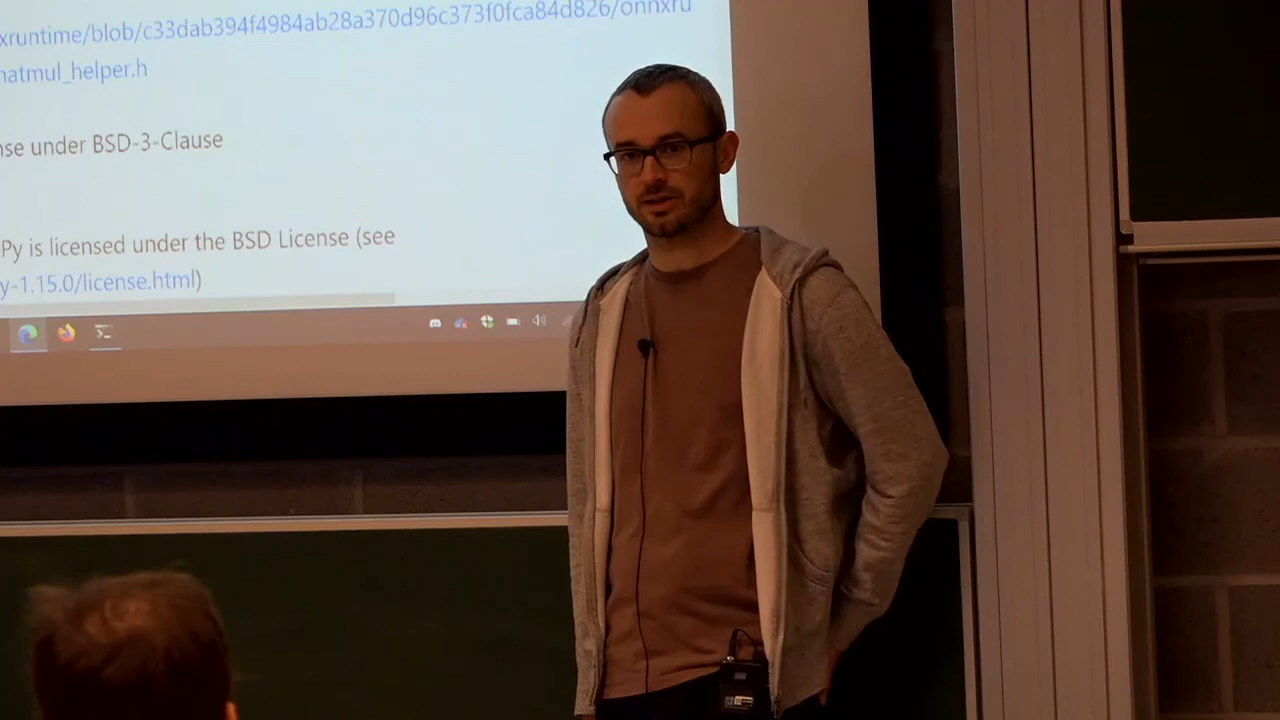 xruntime/blob/c33dab394f4984ab28a370d96c373f0fca84d826/onnxru
natmul_helper.h
nse under BSD-3-Clause
Py is licensed under the BSD License (see
y-1.15.0/license.html)